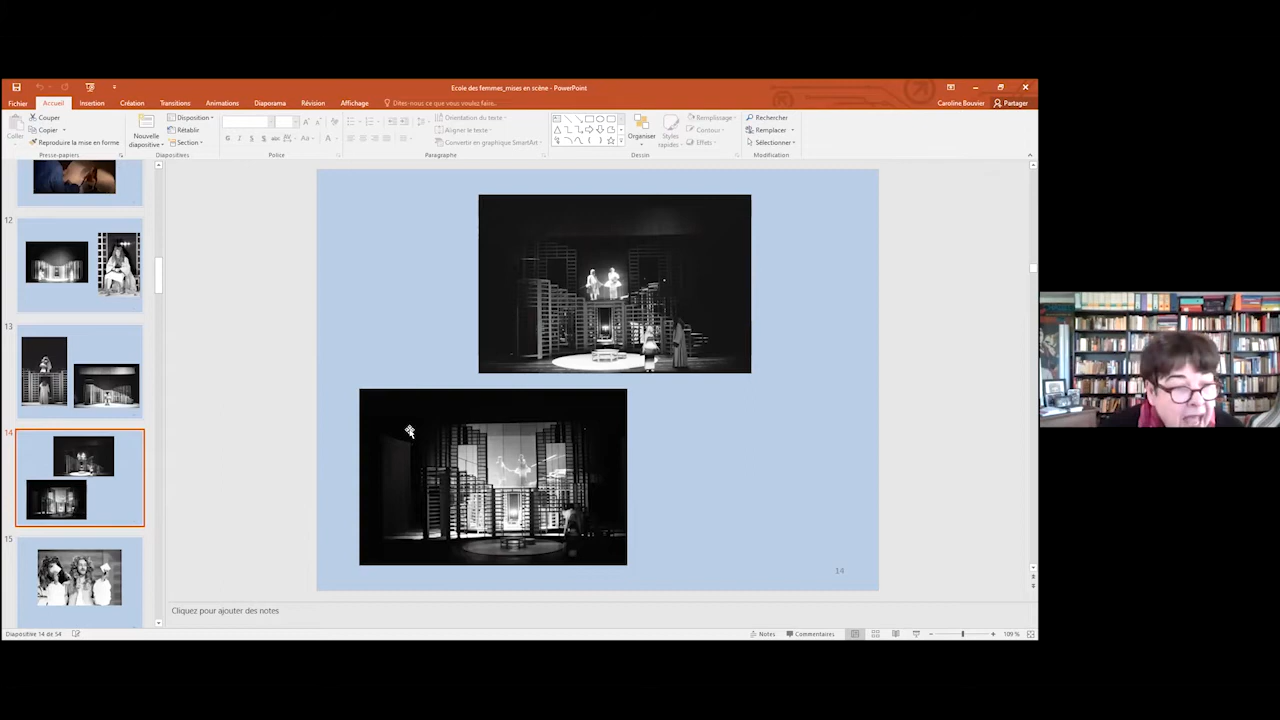 Ecole des femmes_mises en scène - PowerPoint
Fichier Accueil Insertion Création Transitions Animations Diaporama Révision Affichage Dites-nous ce que vous voulez faire. Caroline Bouvier Partager
Coller
Couper
Copier
Reproduire la mise en forme
Presse-papiers
Nouvelle diapositive
Disposition
Rétablir
Section
Diapositives
G I S S abc AV Aa A
Police
Orientation du texte
Aligner le texte
Convertir en graphique SmartArt
Paragraphe
Organiser
Styles rapides
Remplissage
Contour
Effets
Dessin
Rechercher
Remplacer
Sélectionner
Modification
12
13
14
15
14
Cliquez pour ajouter des notes
Diapositive 14 de 54 Notes Commentaires 109 %